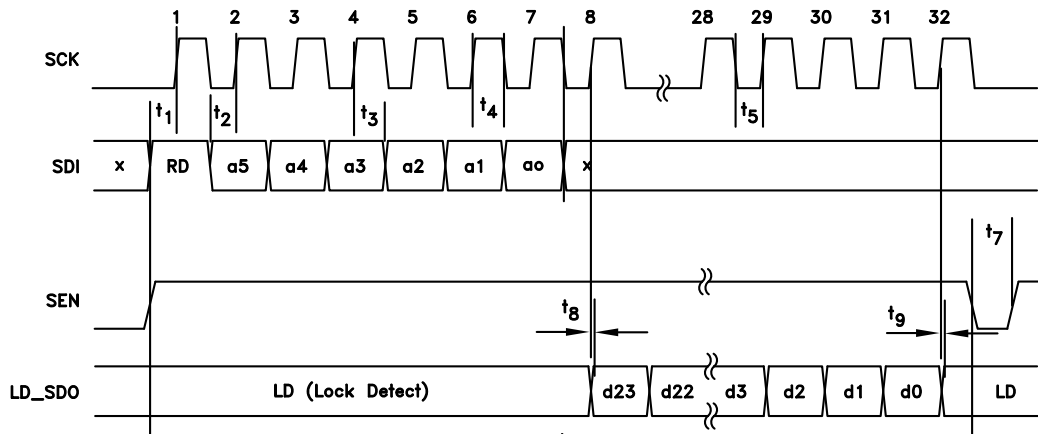 1 2 3 4 5 6 7 8 28 29 30 31 32
SCK
t1 t2 t3 t4 t5
SDI x RD a5 a4 a3 a2 a1 ao x
t7
SEN
t8 t9
LD_SDO LD (Lock Detect) d23 d22 d3 d2 d1 d0 LD